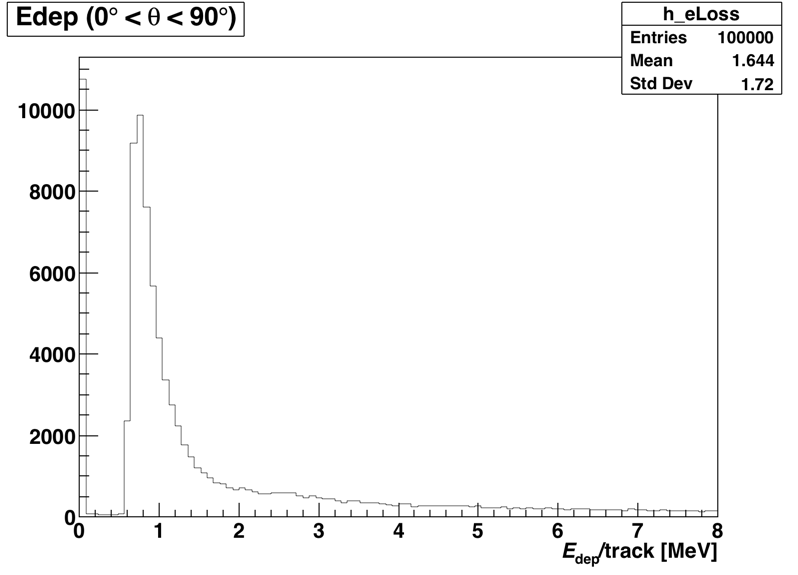 Edep (0° < θ < 90°)
h_eLoss
Entries 100000
Mean 1.644
Std Dev 1.72
10000
8000
6000
4000
2000
0
0 1 2 3 4 5 6 7 8
E_dep/track [MeV]